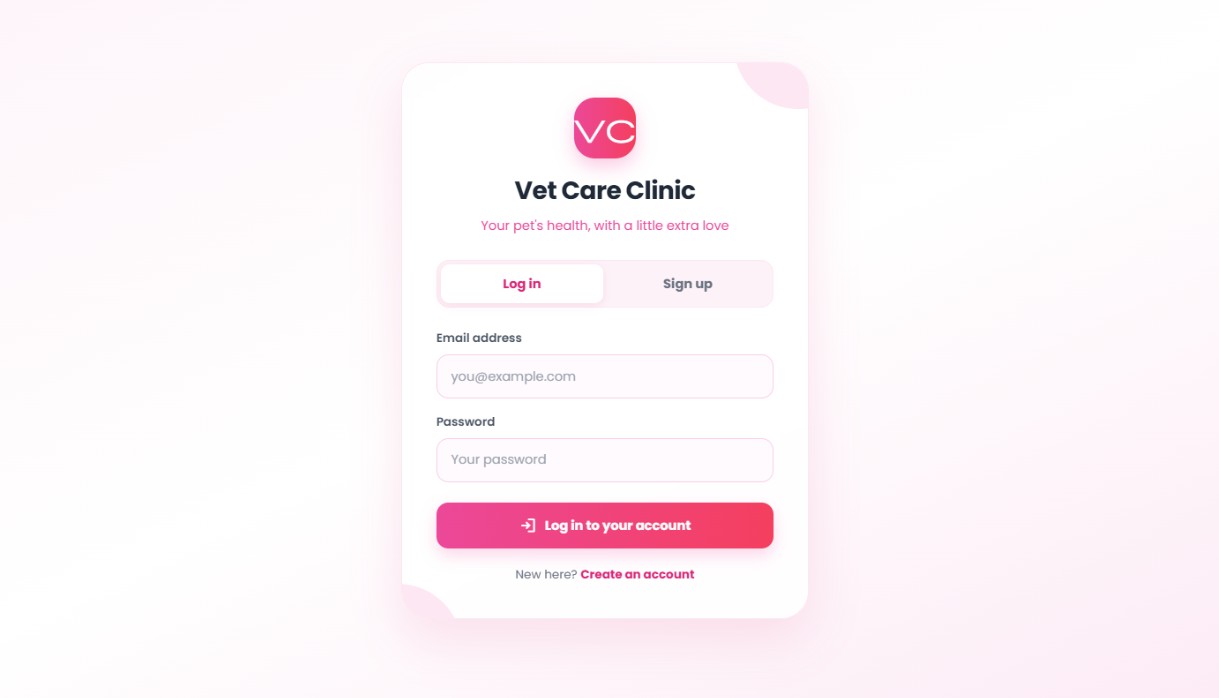 VC
Vet Care Clinic
Your pet's health, with a little extra love
Log in
Sign up
Email address
you@example.com
Password
Your password
Log in to your account
New here? Create an account